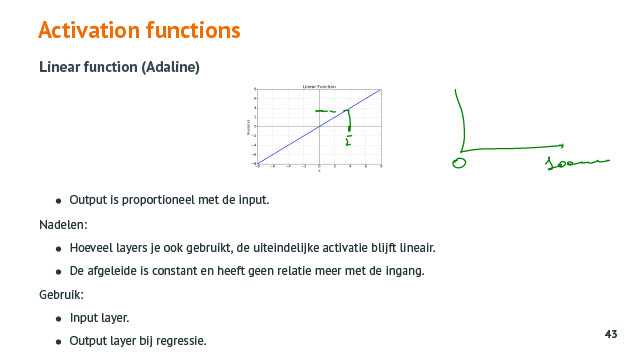 Activation functions
Linear function (Adaline)
Linear Function
0
● Output is proportioneel met de input.
Nadelen:
● Hoeveel layers je ook gebruikt, de uiteindelijke activatie blijft lineair.
● De afgeleide is constant en heeft geen relatie meer met de ingang.
Gebruik:
● Input layer.
● Output layer bij regressie.
43